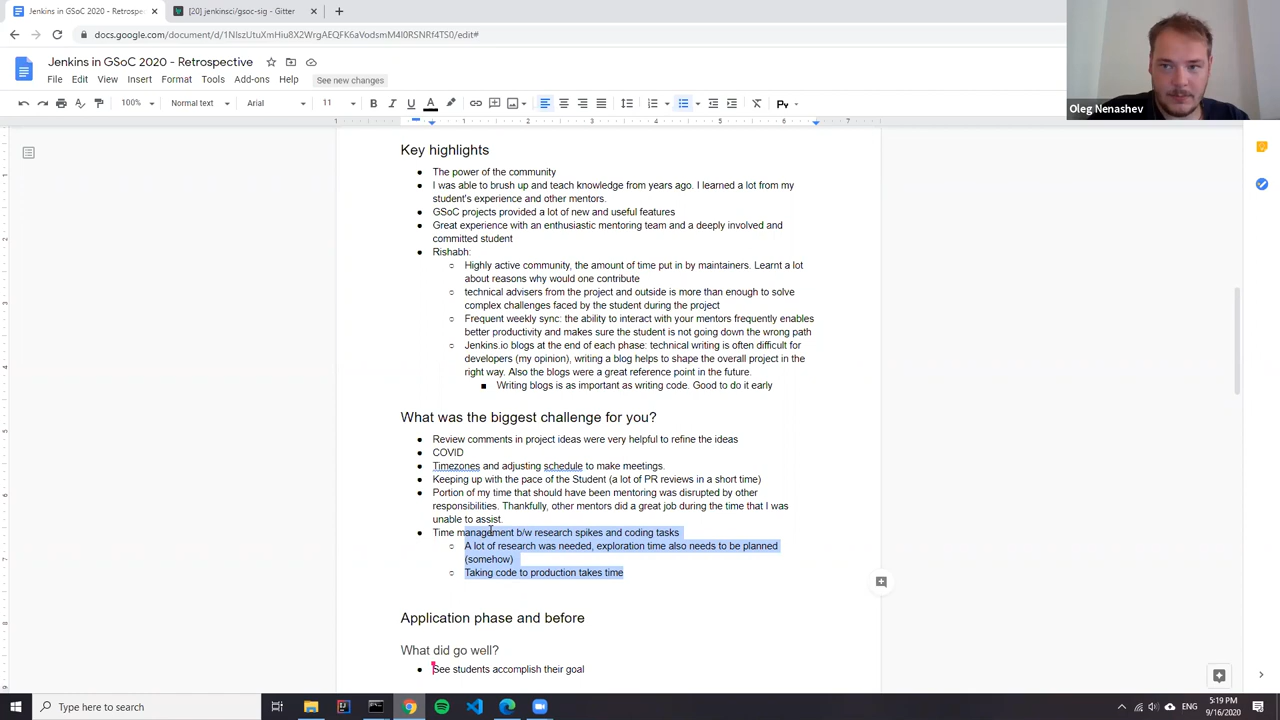 Jenkins in GSoC 2020 - Retrospec
[20] jenkinsci/gsoc-sig - Gitter
docs.google.com/document/d/1NIszUtuXmHiu8X2WrgAEQFK6aVodsmM4I0RSNRf4TS0/edit#
Jenkins in GSoC 2020 - Retrospective
File Edit View Insert Format Tools Add-ons Help See new changes
100% Normal text Arial 11
Oleg Nenashev
Key highlights
The power of the community
I was able to brush up and teach knowledge from years ago. I learned a lot from my
student's experience and other mentors.
GSoC projects provided a lot of new and useful features
Great experience with an enthusiastic mentoring team and a deeply involved and
committed student
Rishabh:
Highly active community, the amount of time put in by maintainers. Learnt a lot
about reasons why would one contribute
technical advisers from the project and outside is more than enough to solve
complex challenges faced by the student during the project
Frequent weekly sync: the ability to interact with your mentors frequently enables
better productivity and makes sure the student is not going down the wrong path
Jenkins.io blogs at the end of each phase: technical writing is often difficult for
developers (my opinion), writing a blog helps to shape the overall project in the
right way. Also the blogs were a great reference point in the future.
Writing blogs is as important as writing code. Good to do it early
What was the biggest challenge for you?
Review comments in project ideas were very helpful to refine the ideas
COVID
Timezones and adjusting schedule to make meetings.
Keeping up with the pace of the Student (a lot of PR reviews in a short time)
Portion of my time that should have been mentoring was disrupted by other
responsibilities. Thankfully, other mentors did a great job during the time that I was
unable to assist.
Time management b/w research spikes and coding tasks
A lot of research was needed, exploration time also needs to be planned
(somehow)
Taking code to production takes time
Application phase and before
What did go well?
See students accomplish their goal
Type here to search
5:19 PM
9/16/2020